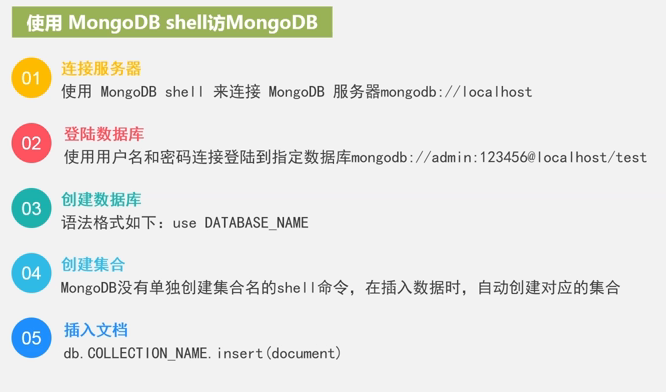 使用 MongoDB shell访MongoDB
01
连接服务器
使用 MongoDB shell 来连接 MongoDB 服务器mongodb://localhost
02
登陆数据库
使用用户名和密码连接登陆到指定数据库mongodb://admin:123456@localhost/test
03
创建数据库
语法格式如下：use DATABASE_NAME
04
创建集合
MongoDB没有单独创建集合名的shell命令，在插入数据时，自动创建对应的集合
05
插入文档
db.COLLECTION_NAME.insert(document)